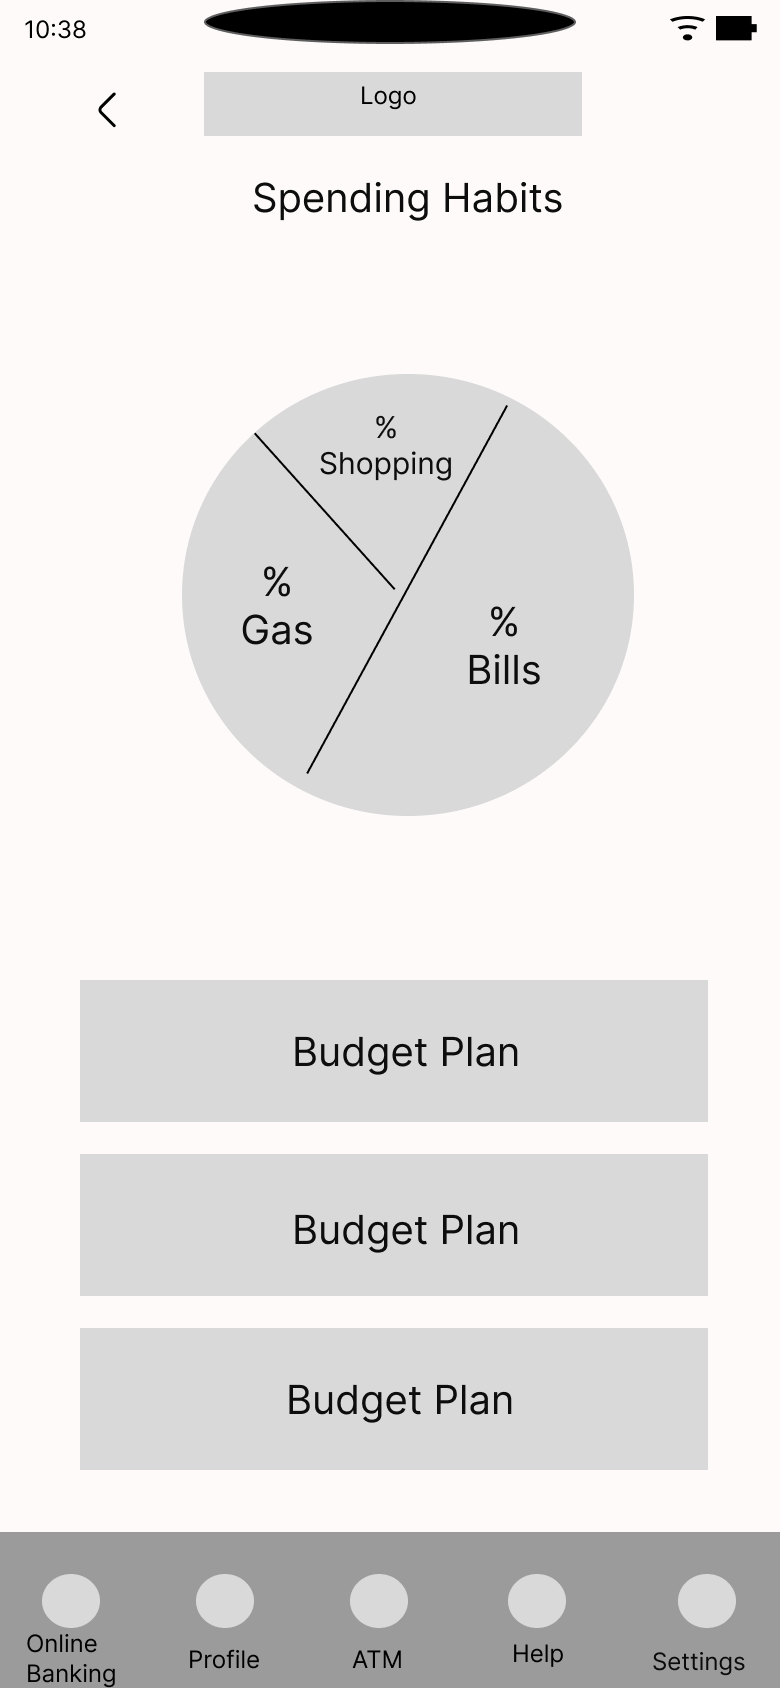 10:38
Logo
Spending Habits
%
Shopping
%
Gas
%
Bills
Budget Plan
Budget Plan
Budget Plan
Online
Banking
Profile
ATM
Help
Settings